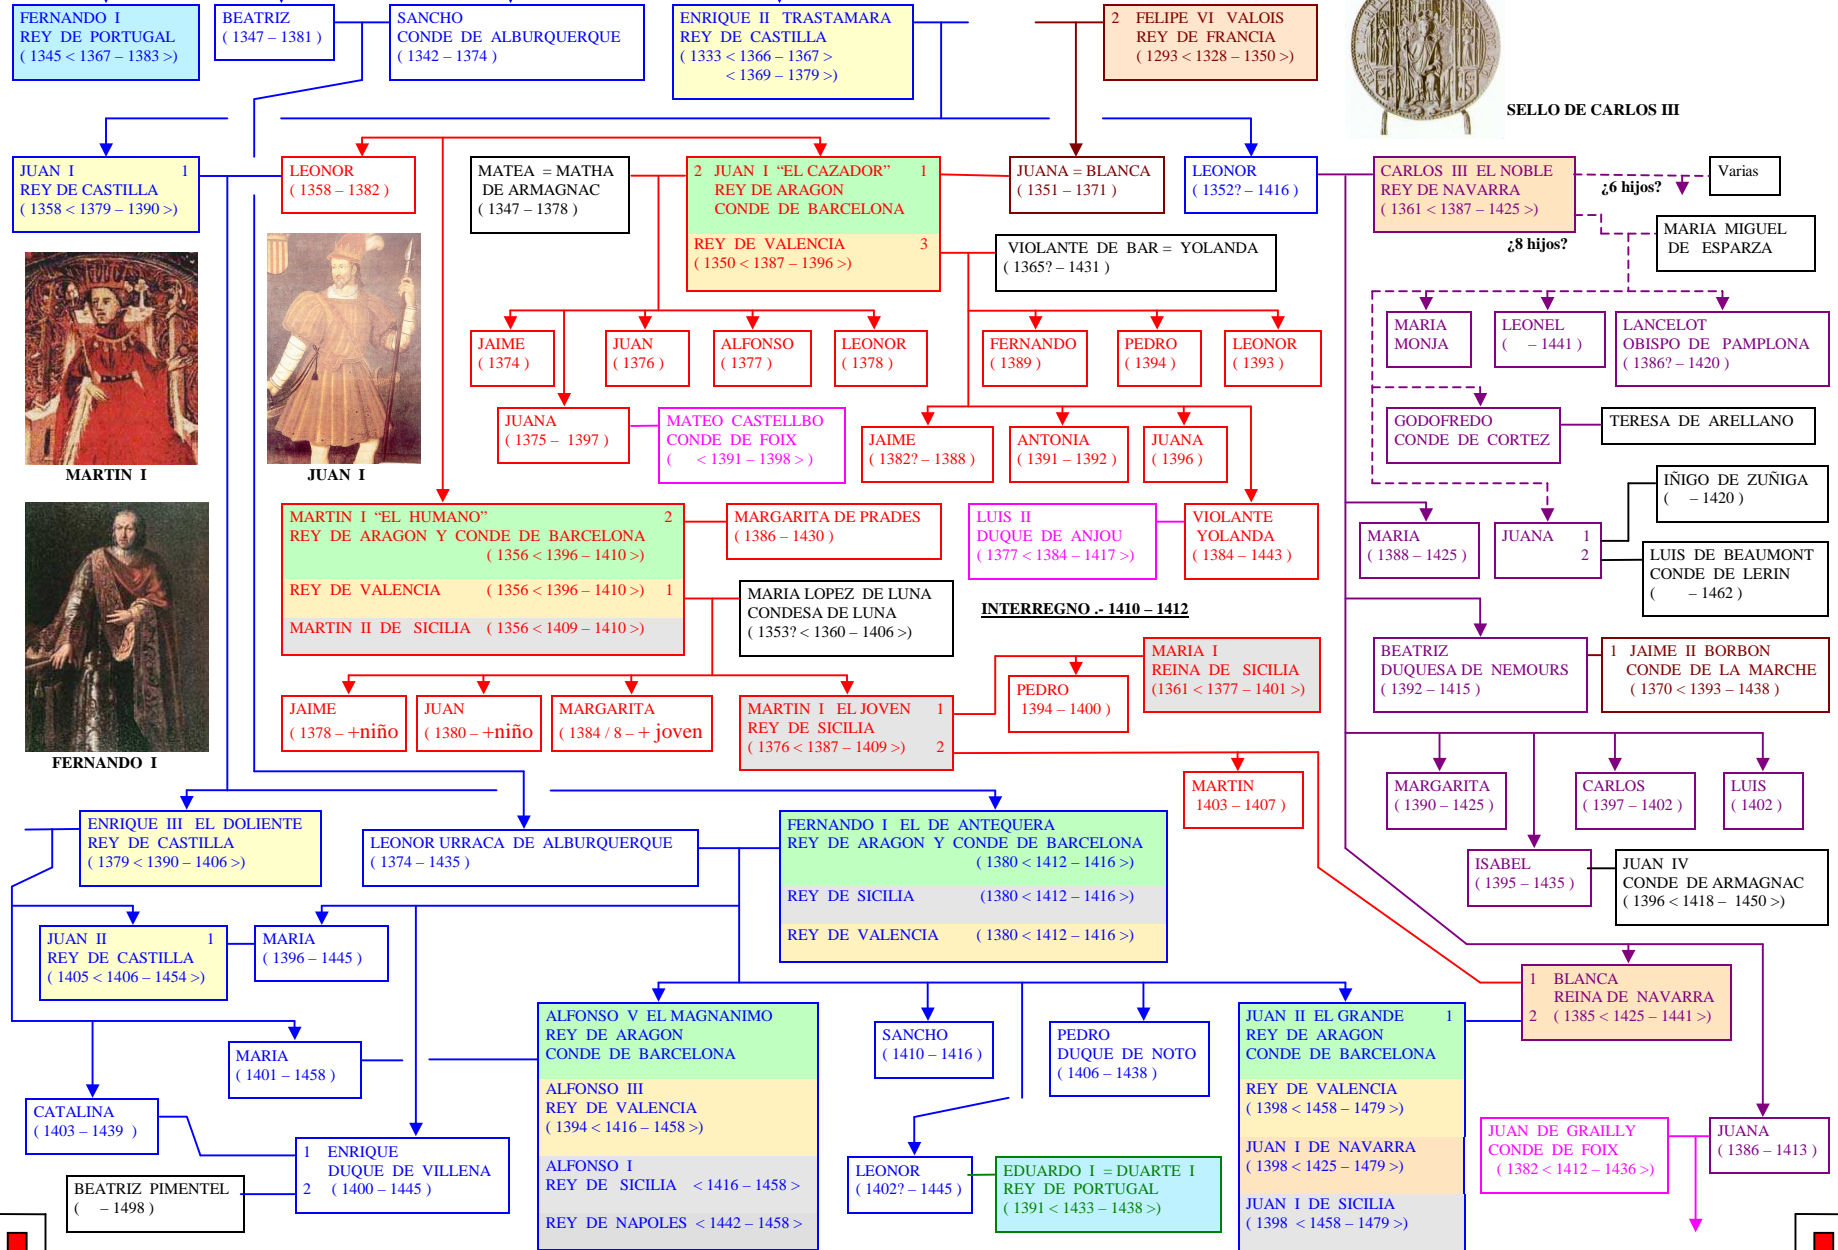 FERNANDO I
REY DE PORTUGAL
( 1345 < 1367 – 1383 >)
BEATRIZ
( 1347 – 1381 )
SANCHO
CONDE DE ALBURQUERQUE
( 1342 – 1374 )
ENRIQUE II TRASTAMARA
REY DE CASTILLA
( 1333 < 1366 – 1367 >
< 1369 – 1379 >)
2 FELIPE VI VALOIS
REY DE FRANCIA
( 1293 < 1328 – 1350 >)
SELLO DE CARLOS III
JUAN I 1
REY DE CASTILLA
( 1358 < 1379 – 1390 >)
LEONOR
( 1358 – 1382 )
MATEA = MATHA
DE ARMAGNAC
( 1347 – 1378 )
2 JUAN I “EL CAZADOR” 1
REY DE ARAGON
CONDE DE BARCELONA
REY DE VALENCIA 3
( 1350 < 1387 – 1396 >)
JUANA = BLANCA
( 1351 – 1371 )
LEONOR
( 1352? – 1416 )
CARLOS III EL NOBLE
REY DE NAVARRA
( 1361 < 1387 – 1425 >)
¿6 hijos?
Varias
¿8 hijos?
MARIA MIGUEL
DE ESPARZA
VIOLANTE DE BAR = YOLANDA
( 1365? – 1431 )
MARTIN I
JUAN I
JAIME
( 1374 )
JUAN
( 1376 )
ALFONSO
( 1377 )
LEONOR
( 1378 )
FERNANDO
( 1389 )
PEDRO
( 1394 )
LEONOR
( 1393 )
MARIA
MONJA
LEONEL
( – 1441 )
LANCELOT
OBISPO DE PAMPLONA
( 1386? – 1420 )
JUANA
( 1375 – 1397 )
MATEO CASTELLBO
CONDE DE FOIX
( < 1391 – 1398 > )
JAIME
( 1382? – 1388 )
ANTONIA
( 1391 – 1392 )
JUANA
( 1396 )
GODOFREDO
CONDE DE CORTEZ
TERESA DE ARELLANO
IÑIGO DE ZUÑIGA
( – 1420 )
MARTIN I “EL HUMANO” 2
REY DE ARAGON Y CONDE DE BARCELONA
( 1356 < 1396 – 1410 >)
REY DE VALENCIA ( 1356 < 1396 – 1410 >) 1
MARTIN II DE SICILIA ( 1356 < 1409 – 1410 >)
MARGARITA DE PRADES
( 1386 – 1430 )
LUIS II
DUQUE DE ANJOU
( 1377 < 1384 – 1417 >)
VIOLANTE
YOLANDA
( 1384 – 1443 )
MARIA
( 1388 – 1425 )
JUANA 1
2
LUIS DE BEAUMONT
CONDE DE LERIN
( – 1462 )
MARIA LOPEZ DE LUNA
CONDESA DE LUNA
( 1353? < 1360 – 1406 >)
INTERREGNO .- 1410 – 1412
FERNANDO I
MARIA I
REINA DE SICILIA
(1361 < 1377 – 1401 >)
PEDRO
1394 – 1400 )
BEATRIZ
DUQUESA DE NEMOURS
( 1392 – 1415 )
1 JAIME II BORBON
CONDE DE LA MARCHE
( 1370 < 1393 – 1438 )
JAIME
( 1378 – +niño
JUAN
( 1380 – +niño
MARGARITA
( 1384 / 8 – + joven
MARTIN I EL JOVEN 1
REY DE SICILIA
( 1376 < 1387 – 1409 >) 2
MARTIN
1403 – 1407 )
MARGARITA
( 1390 – 1425 )
CARLOS
( 1397 – 1402 )
LUIS
( 1402 )
ENRIQUE III EL DOLIENTE
REY DE CASTILLA
( 1379 < 1390 – 1406 >)
LEONOR URRACA DE ALBURQUERQUE
( 1374 – 1435 )
FERNANDO I EL DE ANTEQUERA
REY DE ARAGON Y CONDE DE BARCELONA
( 1380 < 1412 – 1416 >)
REY DE SICILIA (1380 < 1412 – 1416 >)
REY DE VALENCIA ( 1380 < 1412 – 1416 >)
ISABEL
( 1395 – 1435 )
JUAN IV
CONDE DE ARMAGNAC
( 1396 < 1418 – 1450 >)
JUAN II 1
REY DE CASTILLA
( 1405 < 1406 – 1454 >)
MARIA
( 1396 – 1445 )
1 BLANCA
REINA DE NAVARRA
2 ( 1385 < 1425 – 1441 >)
MARIA
( 1401 – 1458 )
ALFONSO V EL MAGNANIMO
REY DE ARAGON
CONDE DE BARCELONA
ALFONSO III
REY DE VALENCIA
( 1394 < 1416 – 1458 >)
ALFONSO I
REY DE SICILIA < 1416 – 1458 >
REY DE NAPOLES < 1442 – 1458 >
SANCHO
( 1410 – 1416 )
PEDRO
DUQUE DE NOTO
( 1406 – 1438 )
JUAN II EL GRANDE 1
REY DE ARAGON
CONDE DE BARCELONA
REY DE VALENCIA
( 1398 < 1458 – 1479 >)
JUAN I DE NAVARRA
( 1398 < 1425 – 1479 >)
JUAN I DE SICILIA
( 1398 < 1458 – 1479 >)
CATALINA
( 1403 – 1439 )
1 ENRIQUE
DUQUE DE VILLENA
2 ( 1400 – 1445 )
BEATRIZ PIMENTEL
( – 1498 )
LEONOR
( 1402? – 1445 )
EDUARDO I = DUARTE I
REY DE PORTUGAL
( 1391 < 1433 – 1438 >)
JUAN DE GRAILLY
CONDE DE FOIX
( 1382 < 1412 – 1436 >)
JUANA
( 1386 – 1413 )